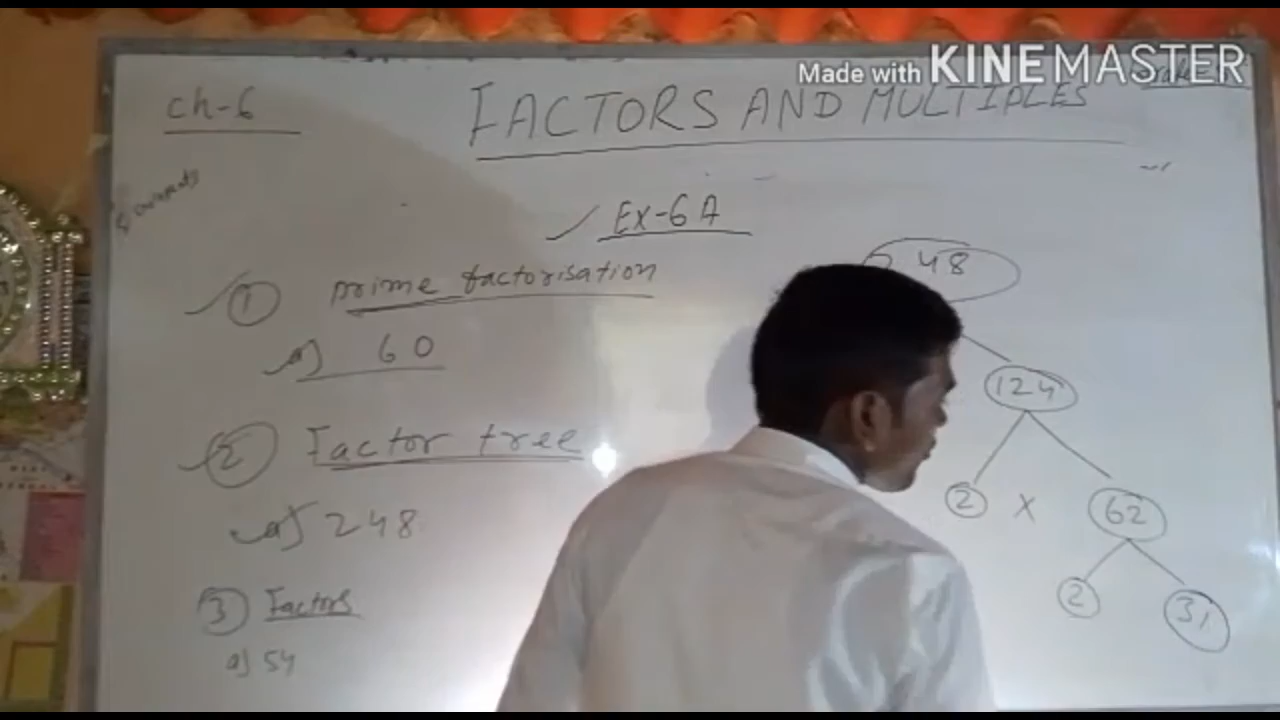 Made with KINEMASTER
ch-6
FACTORS AND MULTIPLES
Ex-6A
1 prime factorisation
a) 60
2 Factor tree
a) 248
3 Factors
a) 54
248
124
2 x 62
2 31